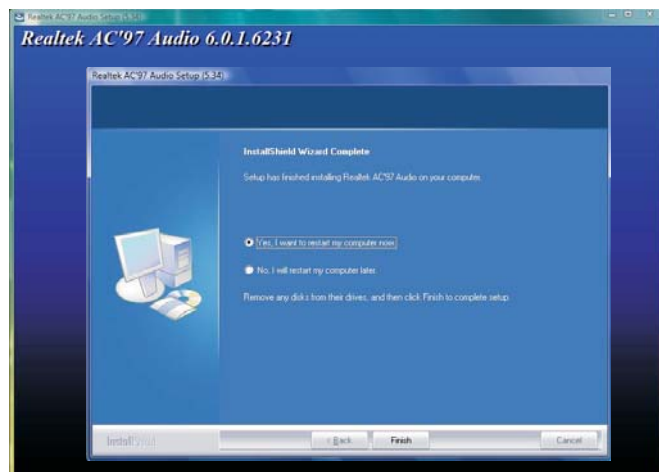 Realtek AC'97 Audio Setup (5.34)
Realtek AC'97 Audio 6.0.1.6231
Realtek AC'97 Audio Setup (5.34)
InstallShield Wizard Complete
Setup has finished installing Realtek AC'97 Audio on your computer.
Yes, I want to restart my computer now.
No, I will restart my computer later.
Remove any disks from their drives, and then click Finish to complete setup.
InstallShield
< Back
Finish
Cancel